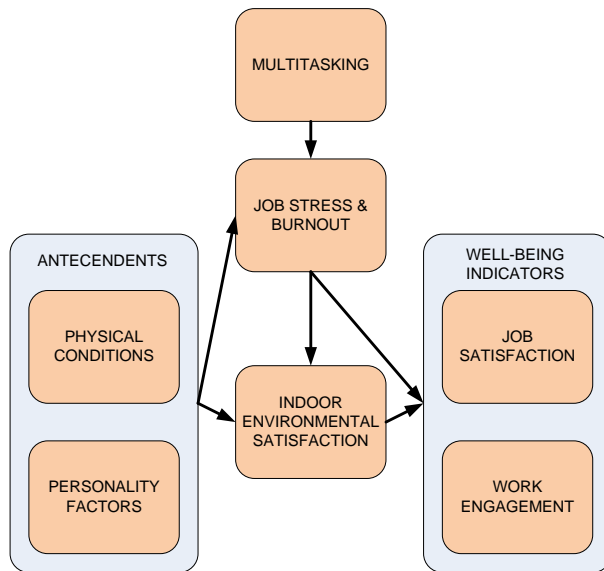 MULTITASKING
JOB STRESS &
BURNOUT
ANTECENDENTS
PHYSICAL
CONDITIONS
PERSONALITY
FACTORS
INDOOR
ENVIRONMENTAL
SATISFACTION
WELL-BEING
INDICATORS
JOB
SATISFACTION
WORK
ENGAGEMENT